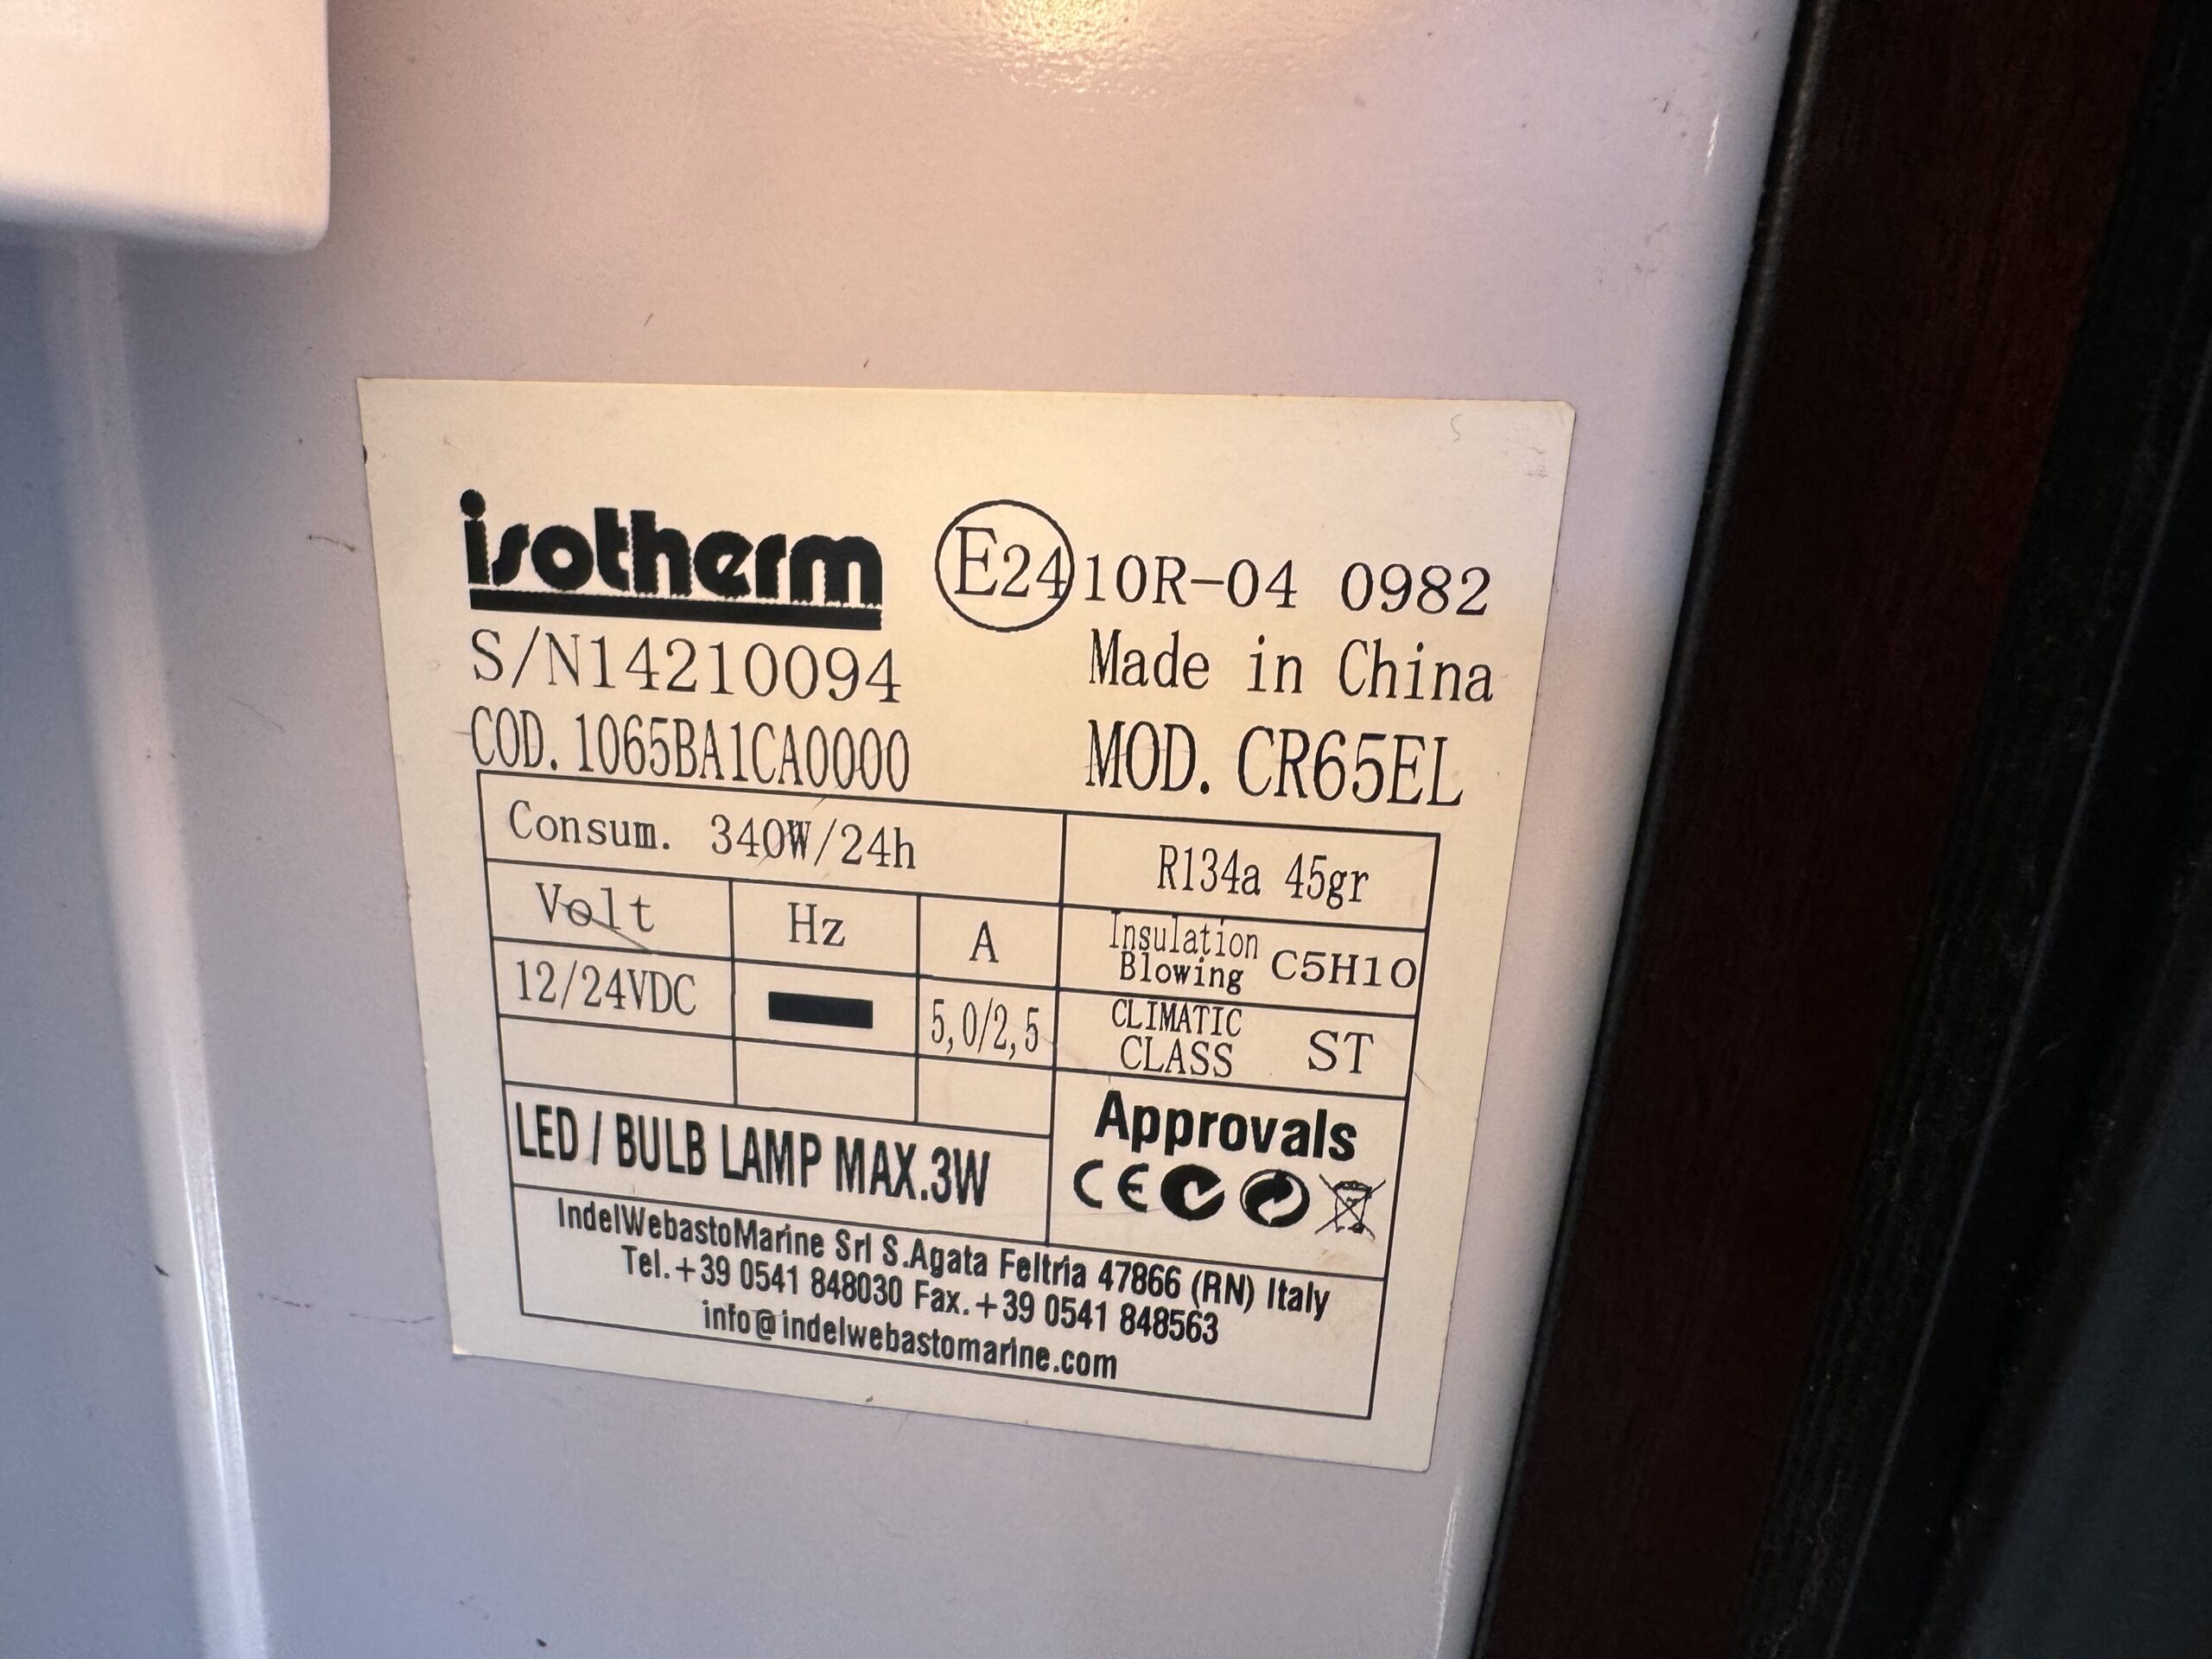 isotherm
E24 10R-04 0982
S/N14210094
Made in China
COD. 1065BA1CA0000
MOD. CR65EL
Consum. 340W/24h
R134a 45gr
Volt Hz A
Insulation
Blowing C5H10
12/24VDC 5,0/2,5
CLIMATIC
CLASS ST
LED / BULB LAMP MAX.3W
Approvals
CE
IndelWebastoMarine Srl S.Agata Feltria 47866 (RN) Italy
Tel.+39 0541 848030 Fax.+39 0541 848563
info@indelwebastomarine.com